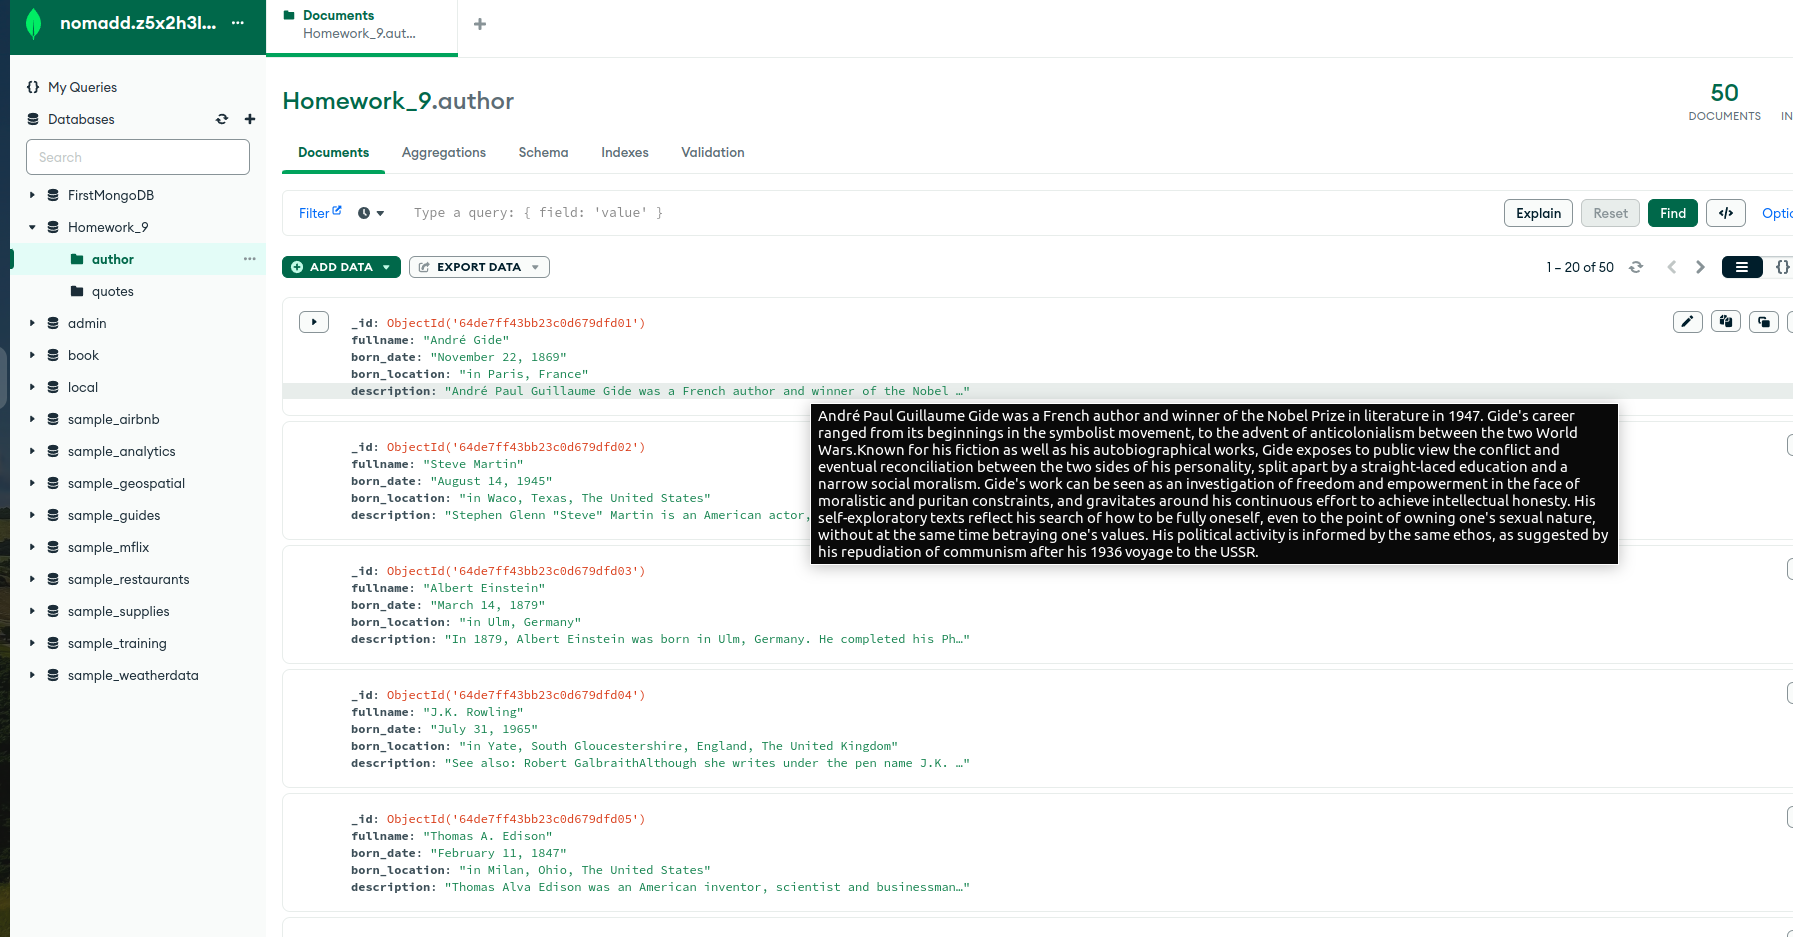 nomadd.z5x2h3l...
Documents
Homework_9.aut...
My Queries
Databases
Search
FirstMongoDB
Homework_9
author
quotes
admin
book
local
sample_airbnb
sample_analytics
sample_geospatial
sample_guides
sample_mflix
sample_restaurants
sample_supplies
sample_training
sample_weatherdata
Homework_9.author
50
DOCUMENTS
IN
Documents Aggregations Schema Indexes Validation
Filter Type a query: { field: 'value' } Explain Reset Find </> Optio
ADD DATA EXPORT DATA 1 – 20 of 50 {}
_id: ObjectId('64de7ff43bb23c0d679dfd01')
fullname: "André Gide"
born_date: "November 22, 1869"
born_location: "in Paris, France"
description: "André Paul Guillaume Gide was a French author and winner of the Nobel …"
André Paul Guillaume Gide was a French author and winner of the Nobel Prize in literature in 1947. Gide's career
ranged from its beginnings in the symbolist movement, to the advent of anticolonialism between the two World
Wars.Known for his fiction as well as his autobiographical works, Gide exposes to public view the conflict and
eventual reconciliation between the two sides of his personality, split apart by a straight-laced education and a
narrow social moralism. Gide's work can be seen as an investigation of freedom and empowerment in the face of
moralistic and puritan constraints, and gravitates around his continuous effort to achieve intellectual honesty. His
self-exploratory texts reflect his search of how to be fully oneself, even to the point of owning one's sexual nature,
without at the same time betraying one's values. His political activity is informed by the same ethos, as suggested by
his repudiation of communism after his 1936 voyage to the USSR.
_id: ObjectId('64de7ff43bb23c0d679dfd02')
fullname: "Steve Martin"
born_date: "August 14, 1945"
born_location: "in Waco, Texas, The United States"
description: "Stephen Glenn "Steve" Martin is an American actor,
_id: ObjectId('64de7ff43bb23c0d679dfd03')
fullname: "Albert Einstein"
born_date: "March 14, 1879"
born_location: "in Ulm, Germany"
description: "In 1879, Albert Einstein was born in Ulm, Germany. He completed his Ph…"
_id: ObjectId('64de7ff43bb23c0d679dfd04')
fullname: "J.K. Rowling"
born_date: "July 31, 1965"
born_location: "in Yate, South Gloucestershire, England, The United Kingdom"
description: "See also: Robert GalbraithAlthough she writes under the pen name J.K. …"
_id: ObjectId('64de7ff43bb23c0d679dfd05')
fullname: "Thomas A. Edison"
born_date: "February 11, 1847"
born_location: "in Milan, Ohio, The United States"
description: "Thomas Alva Edison was an American inventor, scientist and businessman…"